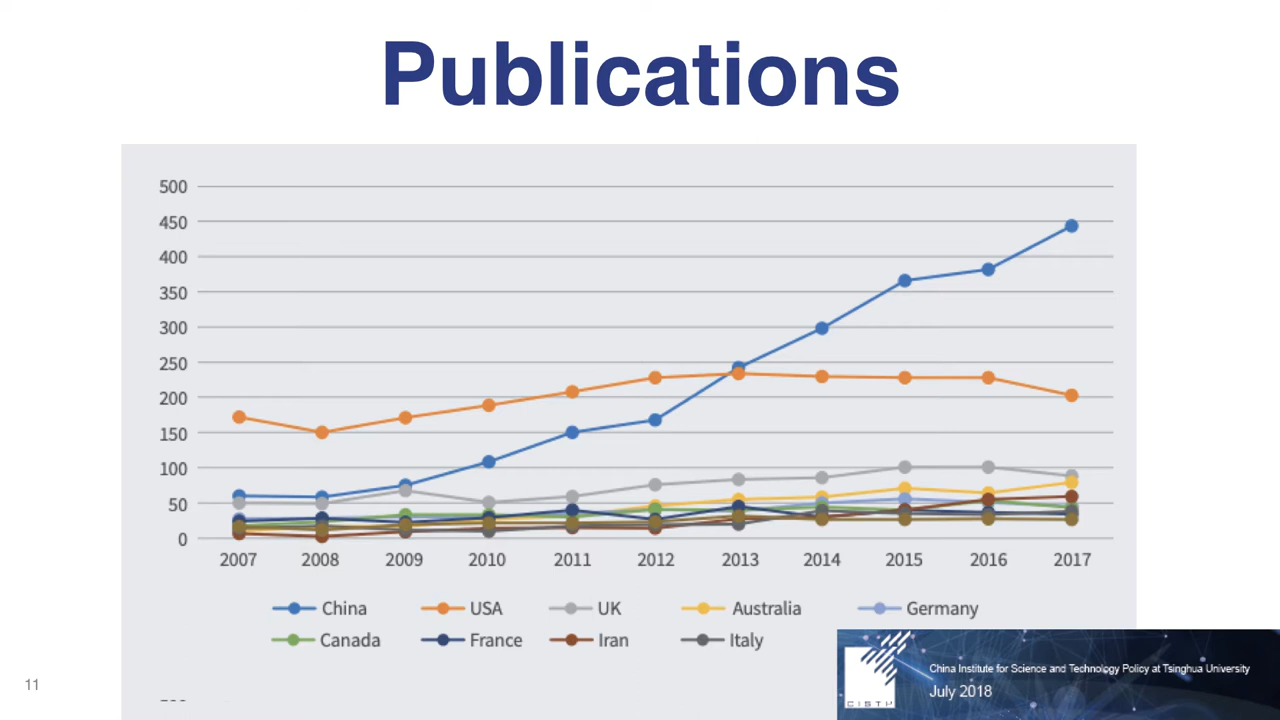 Publications
500
450
400
350
300
250
200
150
100
50
0
2007 2008 2009 2010 2011 2012 2013 2014 2015 2016 2017
China USA UK Australia Germany
Canada France Iran Italy
China Institute for Science and Technology Policy at Tsinghua University
July 2018
CISTP
11